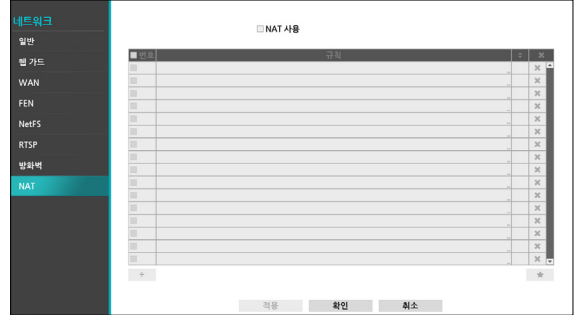 네트워크
일반
웹 가드
WAN
FEN
NetFS
RTSP
방화벽
NAT
NAT 사용
번호 규칙
적용 확인 취소